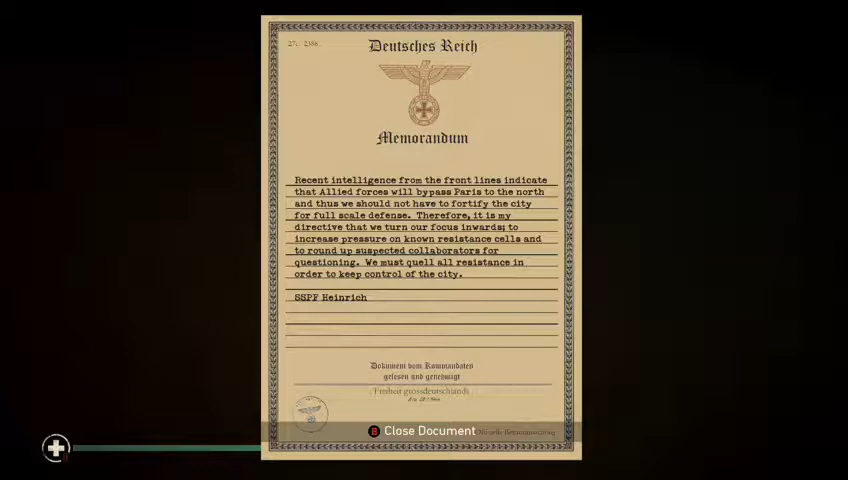 Deutsches Reich
Memorandum
Recent intelligence from the front lines indicate
that Allied forces will bypass Paris to the north
and thus we should not have to fortify the city
for full scale defense. Therefore, it is my
directive that we turn our focus inwards; to
increase pressure on known resistance cells and
to round up suspected collaborators for
questioning. We must quell all resistance in
order to keep control of the city.
SSPF Heinrich
Dokument vom Kommandaten
gelesen und genehmigt
Freiheit grossdeutschlands
B Close Document